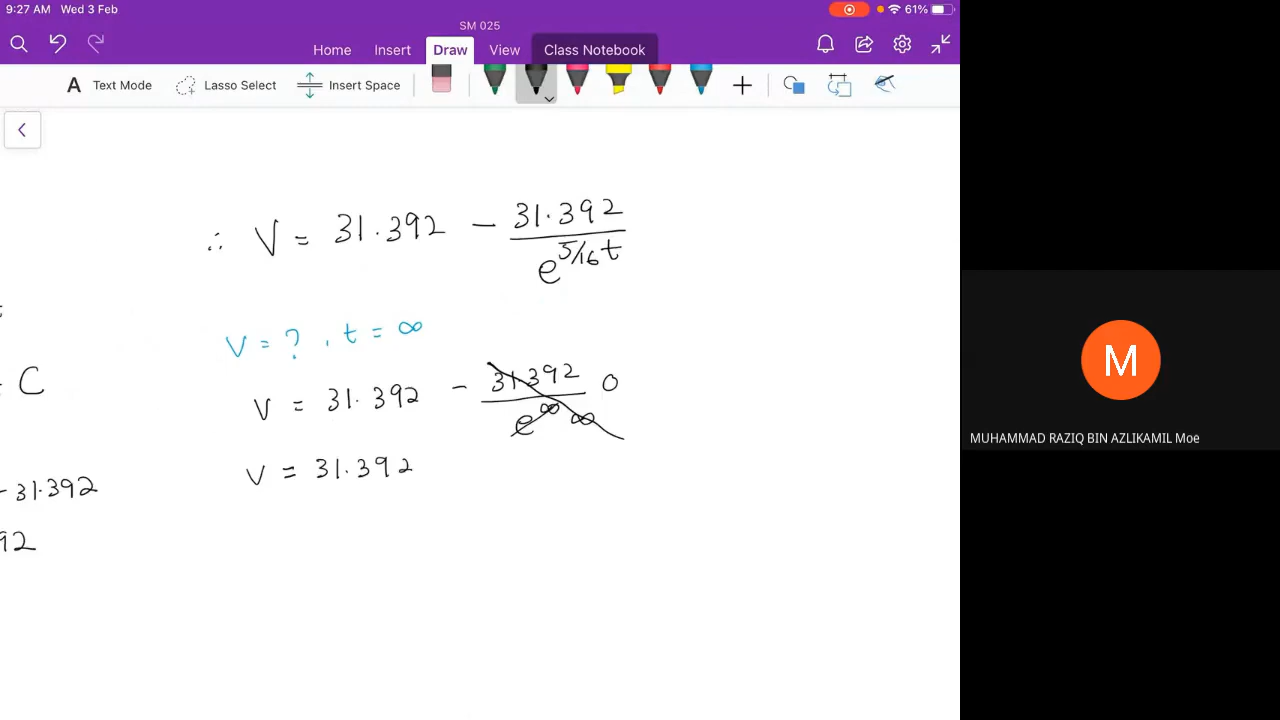 9:27 AM Wed 3 Feb
61%
SM 025
Home Insert Draw View Class Notebook
A Text Mode Lasso Select Insert Space
∴ V = 31.392 - 31.392 / e^(5/16 t)
V = ? , t = ∞
= C
V = 31.392 - 31.392 / e^∞ ∞ 0
V = 31.392
- 31.392
92
MUHAMMAD RAZIQ BIN AZLIKAMIL Moe
M